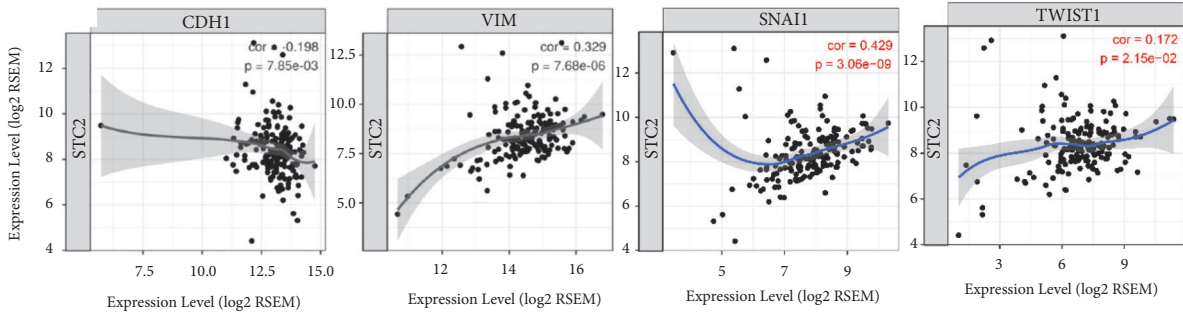 CDH1
VIM
SNAI1
TWIST1
cor = -0.198
p = 7.85e-03
cor = 0.329
p = 7.68e-06
cor = 0.429
p = 3.06e-09
cor = 0.172
p = 2.15e-02
Expression Level (log2 RSEM)
STC2
12
10
8
6
4
7.5
10.0
12.5
15.0
Expression Level (log2 RSEM)
STC2
12.5
10.0
7.5
5.0
12
14
16
Expression Level (log2 RSEM)
STC2
12
10
8
6
4
5
7
9
Expression Level (log2 RSEM)
STC2
12
10
8
6
4
3
6
9
Expression Level (log2 RSEM)